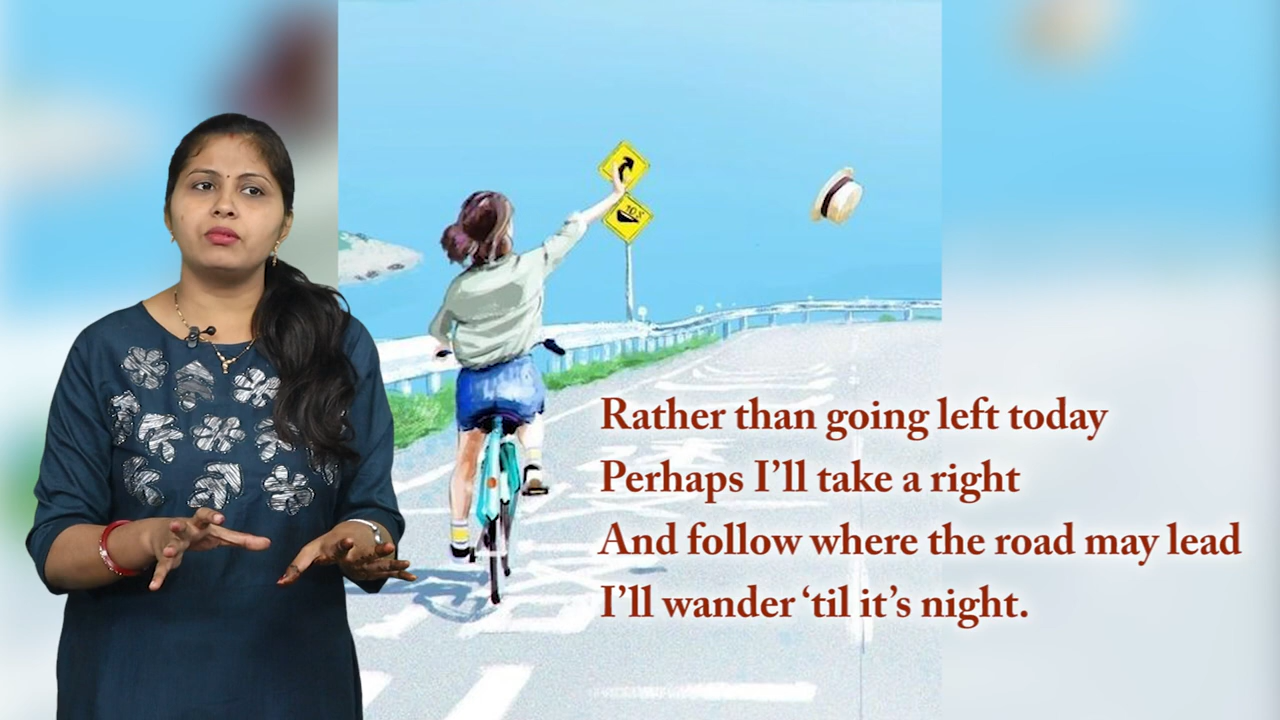 10%
Rather than going left today
Perhaps I’ll take a right
And follow where the road may lead
I’ll wander ‘til it’s night.